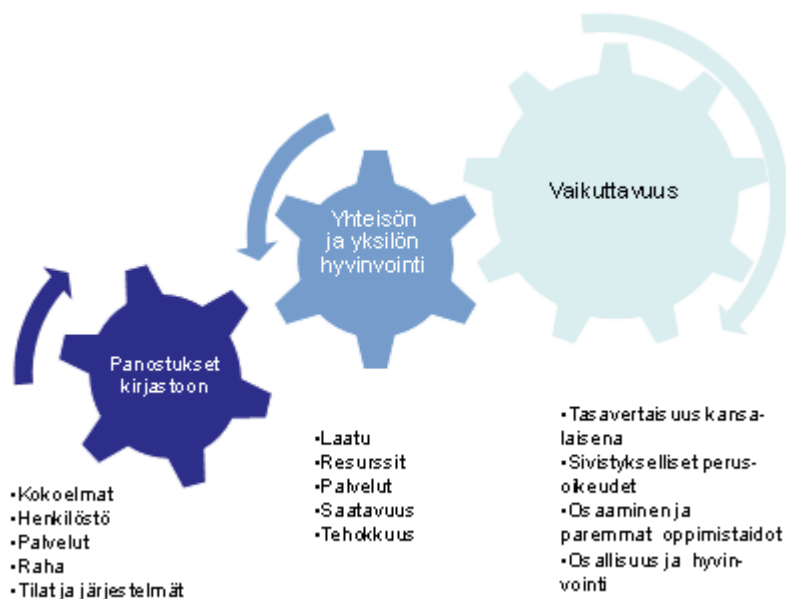 Vaikuttavuus
Yhteisön
ja yksilön
hyvinvointi
Panostukset
kirjastoon
•Kokoelmat
•Henkilöstö
•Palvelut
•Raha
•Tilat ja järjestelmät
•Laatu
•Resurssit
•Palvelut
•Saatavuus
•Tehokkuus
•Tasavertaisuus kansa-
laisena
•Sivistykselliset perus-
oikeudet
•Osaaminen ja
paremmat oppimistaidot
•Osallisuus ja hyvin-
vointi